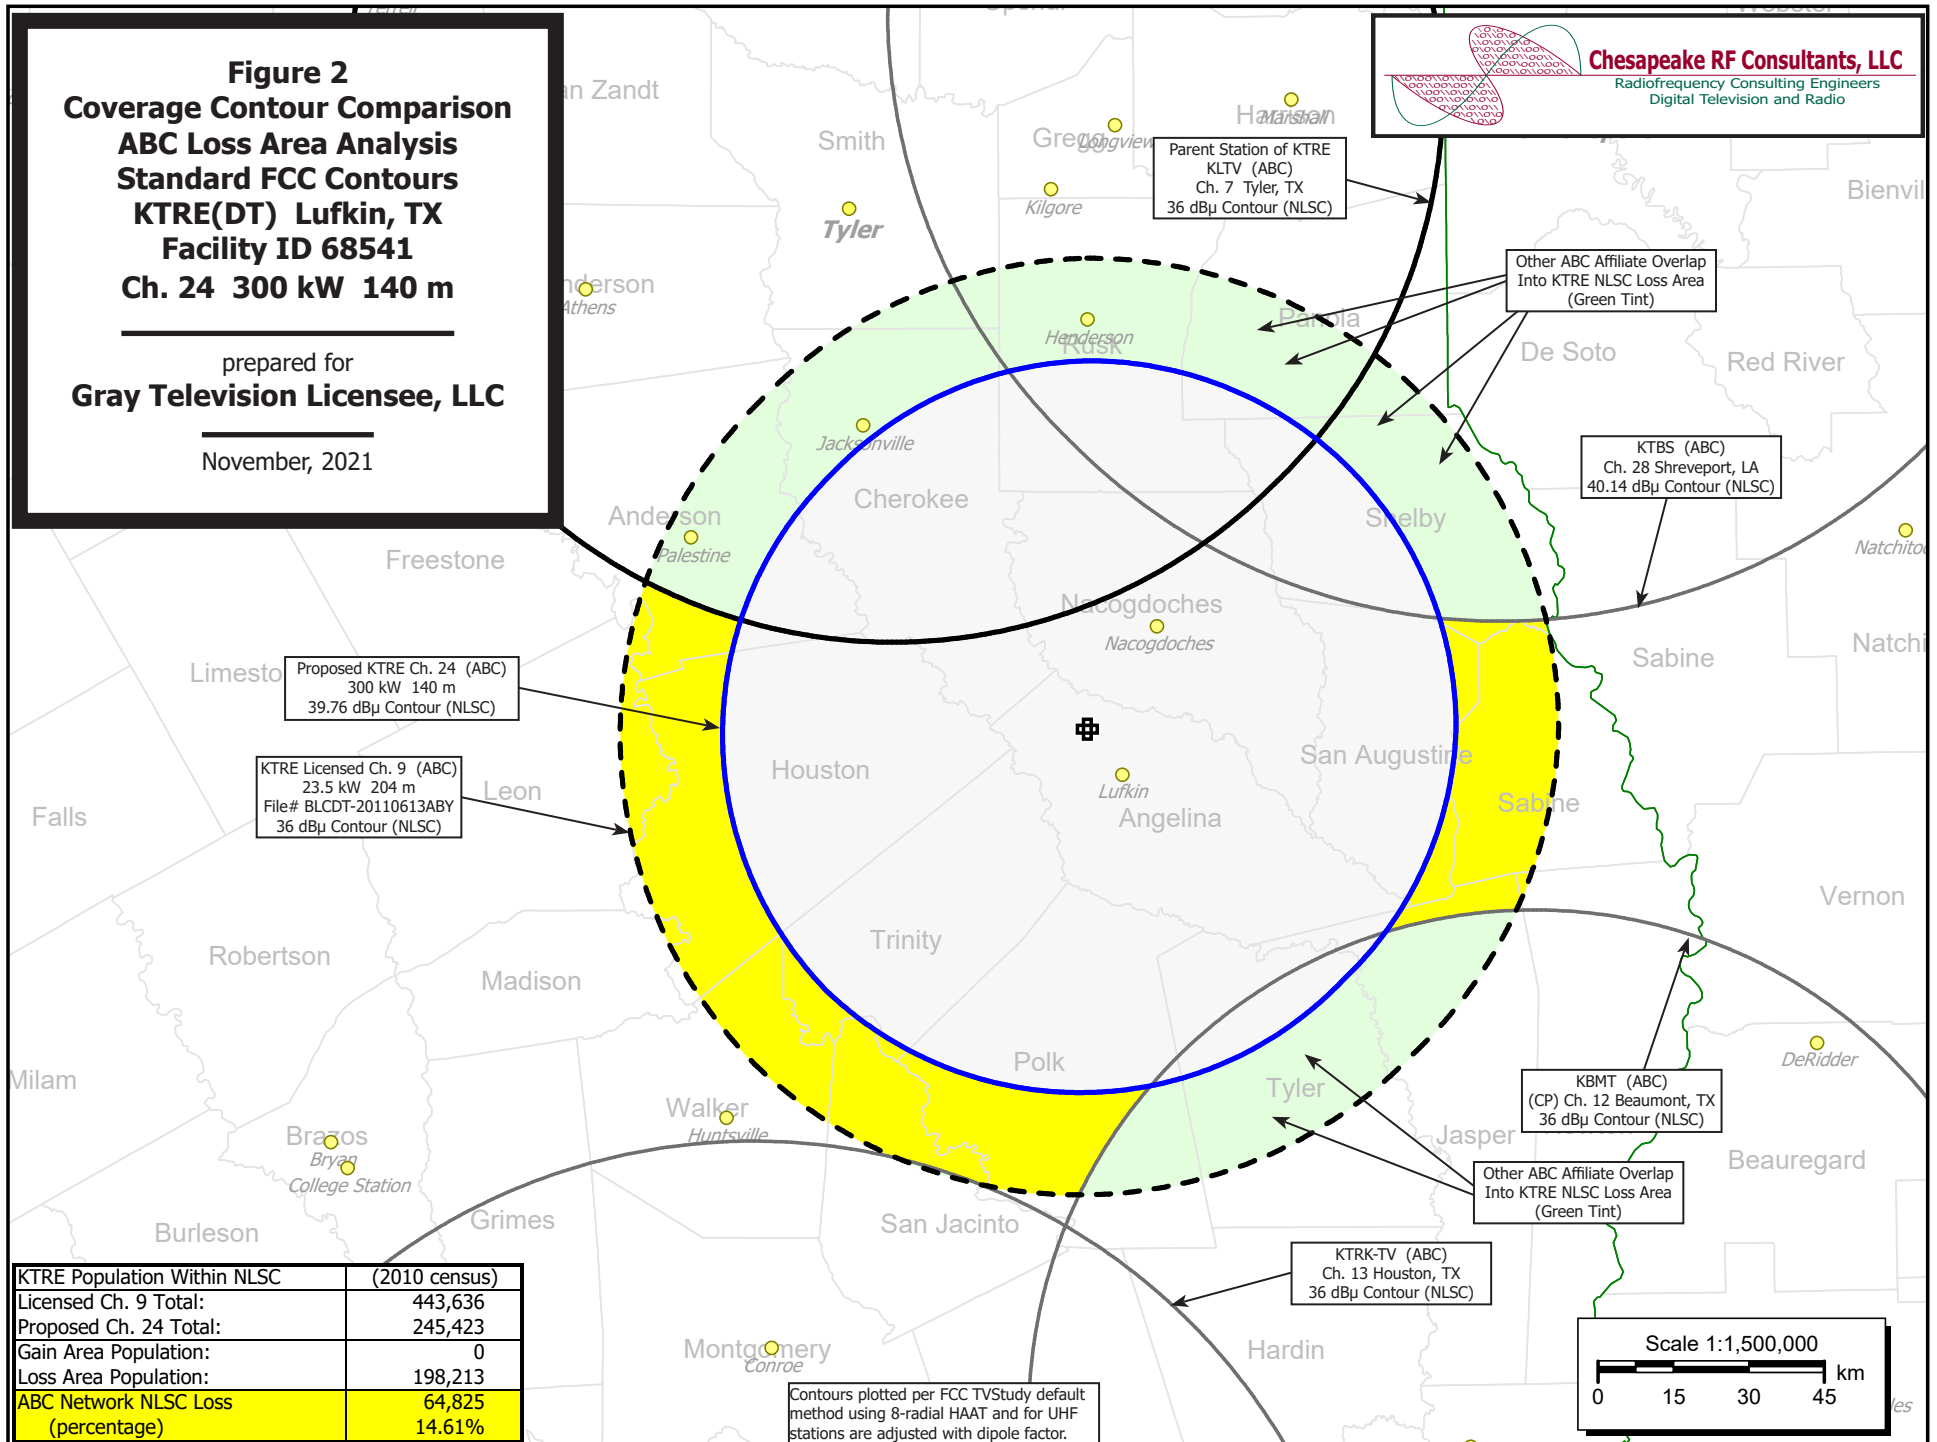 Figure 2
Coverage Contour Comparison
ABC Loss Area Analysis
Standard FCC Contours
KTRE(DT)  Lufkin, TX
Facility ID 68541
Ch. 24  300 kW  140 m
prepared for
Gray Television Licensee, LLC
November, 2021
Chesapeake RF Consultants, LLC
Radiofrequency Consulting Engineers
Digital Television and Radio
an Zandt
Smith
Gregg
Longview
Harrison
Marshall
Bienvil
Kilgore
Tyler
Parent Station of KTRE
KLTV  (ABC)
Ch. 7  Tyler, TX
36 dBµ Contour (NLSC)
nderson
Athens
Other ABC Affiliate Overlap
Into KTRE NLSC Loss Area
(Green Tint)
Henderson
Rusk
Panola
De Soto
Red River
Jacksonville
Cherokee
KTBS  (ABC)
Ch. 28 Shreveport, LA
40.14 dBµ Contour (NLSC)
Anderson
Palestine
Shelby
Freestone
Natchito
Nacogdoches
Nacogdoches
Limesto
Sabine
Natchi
Proposed KTRE Ch. 24  (ABC)
300 kW  140 m
39.76 dBµ Contour (NLSC)
KTRE Licensed Ch. 9  (ABC)
23.5 kW  204 m
File# BLCDT-20110613ABY
36 dBµ Contour (NLSC)
Leon
Houston
Lufkin
Angelina
San Augustine
Sabine
Falls
Vernon
Robertson
Madison
Trinity
Polk
Tyler
DeRidder
Milam
Walker
Huntsville
KBMT  (ABC)
(CP) Ch. 12 Beaumont, TX
36 dBµ Contour (NLSC)
Jasper
Beauregard
Brazos
Bryan
College Station
Other ABC Affiliate Overlap
Into KTRE NLSC Loss Area
(Green Tint)
Burleson
Grimes
San Jacinto
KTRK-TV  (ABC)
Ch. 13 Houston, TX
36 dBµ Contour (NLSC)
KTRE Population Within NLSC (2010 census)
Licensed Ch. 9 Total: 443,636
Proposed Ch. 24 Total: 245,423
Gain Area Population: 0
Loss Area Population: 198,213
ABC Network NLSC Loss 64,825
(percentage) 14.61%
Montgomery
Conroe
Hardin
Contours plotted per FCC TVStudy default
method using 8-radial HAAT and for UHF
stations are adjusted with dipole factor.
Scale 1:1,500,000
km
0 15 30 45
les